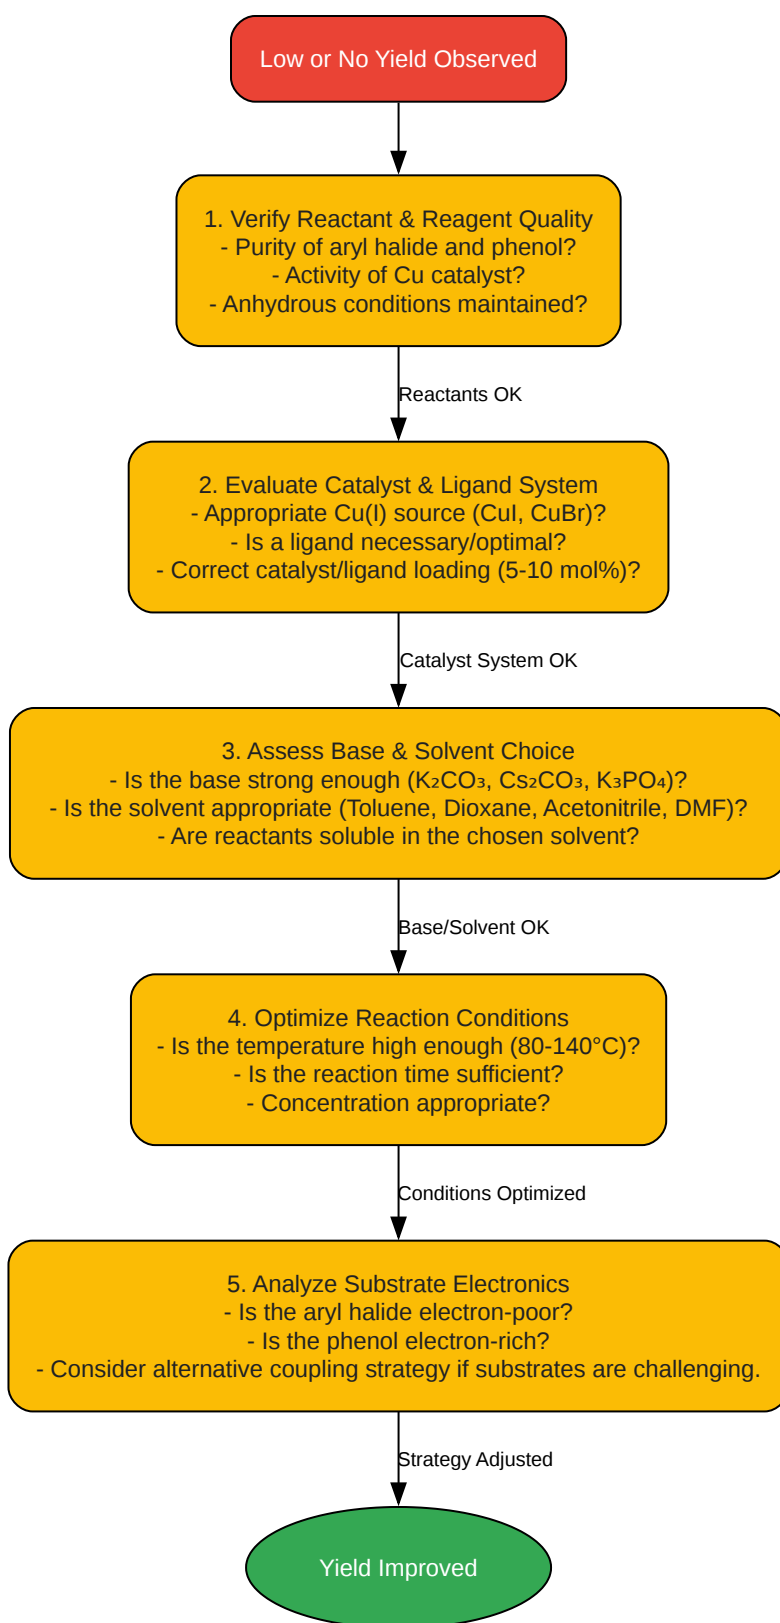 Low or No Yield Observed
1. Verify Reactant & Reagent Quality
- Purity of aryl halide and phenol?
- Activity of Cu catalyst?
- Anhydrous conditions maintained?
Reactants OK
2. Evaluate Catalyst & Ligand System
- Appropriate Cu(I) source (CuI, CuBr)?
- Is a ligand necessary/optimal?
- Correct catalyst/ligand loading (5-10 mol%)?
Catalyst System OK
3. Assess Base & Solvent Choice
- Is the base strong enough (K₂CO₃, Cs₂CO₃, K₃PO₄)?
- Is the solvent appropriate (Toluene, Dioxane, Acetonitrile, DMF)?
- Are reactants soluble in the chosen solvent?
Base/Solvent OK
4. Optimize Reaction Conditions
- Is the temperature high enough (80-140°C)?
- Is the reaction time sufficient?
- Concentration appropriate?
Conditions Optimized
5. Analyze Substrate Electronics
- Is the aryl halide electron-poor?
- Is the phenol electron-rich?
- Consider alternative coupling strategy if substrates are challenging.
Strategy Adjusted
Yield Improved